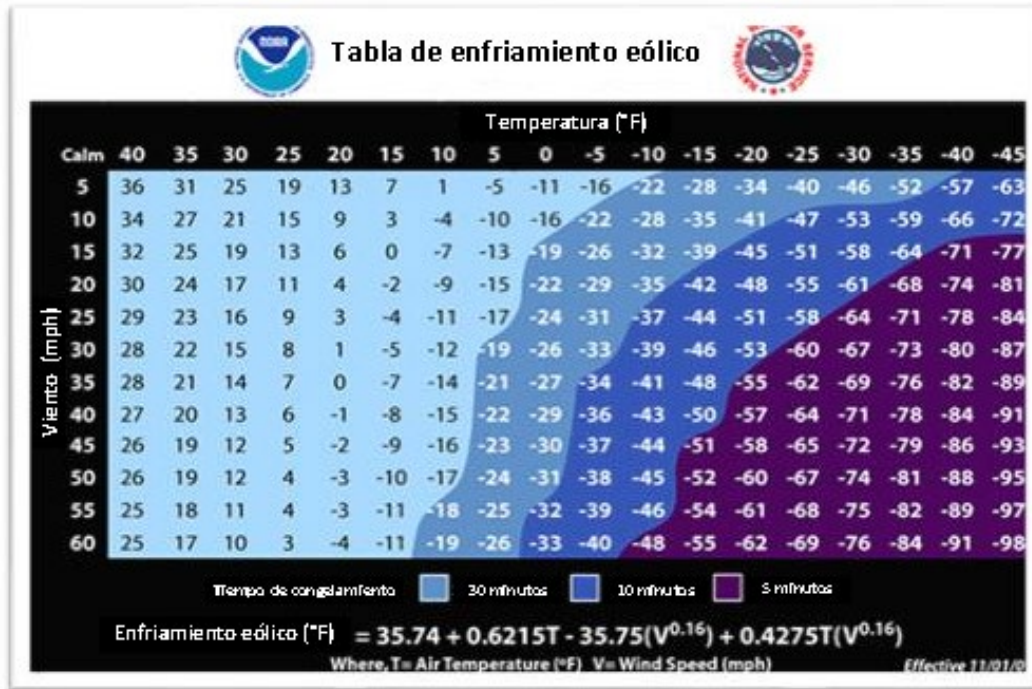 NOAA
Tabla de enfriamiento eólico
NATIONAL WEATHER SERVICE
Temperatura (°F)
Calm 40 35 30 25 20 15 10 5 0 -5 -10 -15 -20 -25 -30 -35 -40 -45
5 36 31 25 19 13 7 1 -5 -11 -16 -22 -28 -34 -40 -46 -52 -57 -63
10 34 27 21 15 9 3 -4 -10 -16 -22 -28 -35 -41 -47 -53 -59 -66 -72
15 32 25 19 13 6 0 -7 -13 -19 -26 -32 -39 -45 -51 -58 -64 -71 -77
20 30 24 17 11 4 -2 -9 -15 -22 -29 -35 -42 -48 -55 -61 -68 -74 -81
25 29 23 16 9 3 -4 -11 -17 -24 -31 -37 -44 -51 -58 -64 -71 -78 -84
30 28 22 15 8 1 -5 -12 -19 -26 -33 -39 -46 -53 -60 -67 -73 -80 -87
35 28 21 14 7 0 -7 -14 -21 -27 -34 -41 -48 -55 -62 -69 -76 -82 -89
40 27 20 13 6 -1 -8 -15 -22 -29 -36 -43 -50 -57 -64 -71 -78 -84 -91
45 26 19 12 5 -2 -9 -16 -23 -30 -37 -44 -51 -58 -65 -72 -79 -86 -93
50 26 19 12 4 -3 -10 -17 -24 -31 -38 -45 -52 -60 -67 -74 -81 -88 -95
55 25 18 11 4 -3 -11 -18 -25 -32 -39 -46 -54 -61 -68 -75 -82 -89 -97
60 25 17 10 3 -4 -11 -19 -26 -33 -40 -48 -55 -62 -69 -76 -84 -91 -98
Viento (mph)
Tiempo de congelamiento 30 minutos 10 minutos 5 minutos
Enfriamiento eólico (°F) = 35.74 + 0.6215T - 35.75(V^0.16) + 0.4275T(V^0.16)
Where, T= Air Temperature (°F) V= Wind Speed (mph)
Effective 11/01/0